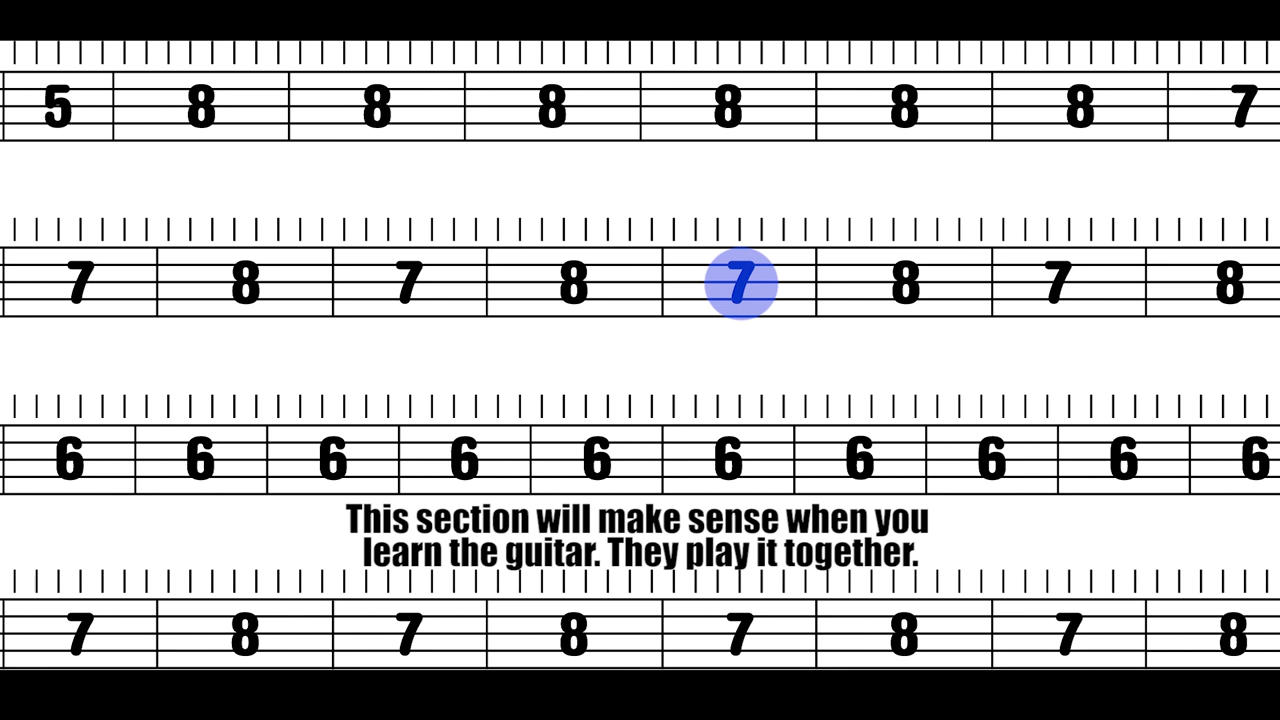 5 8 8 8 8 8 8 7
7 8 7 8 7 8 7 8
6 6 6 6 6 6 6 6 6 6
This section will make sense when you
learn the guitar. They play it together.
7 8 7 8 7 8 7 8